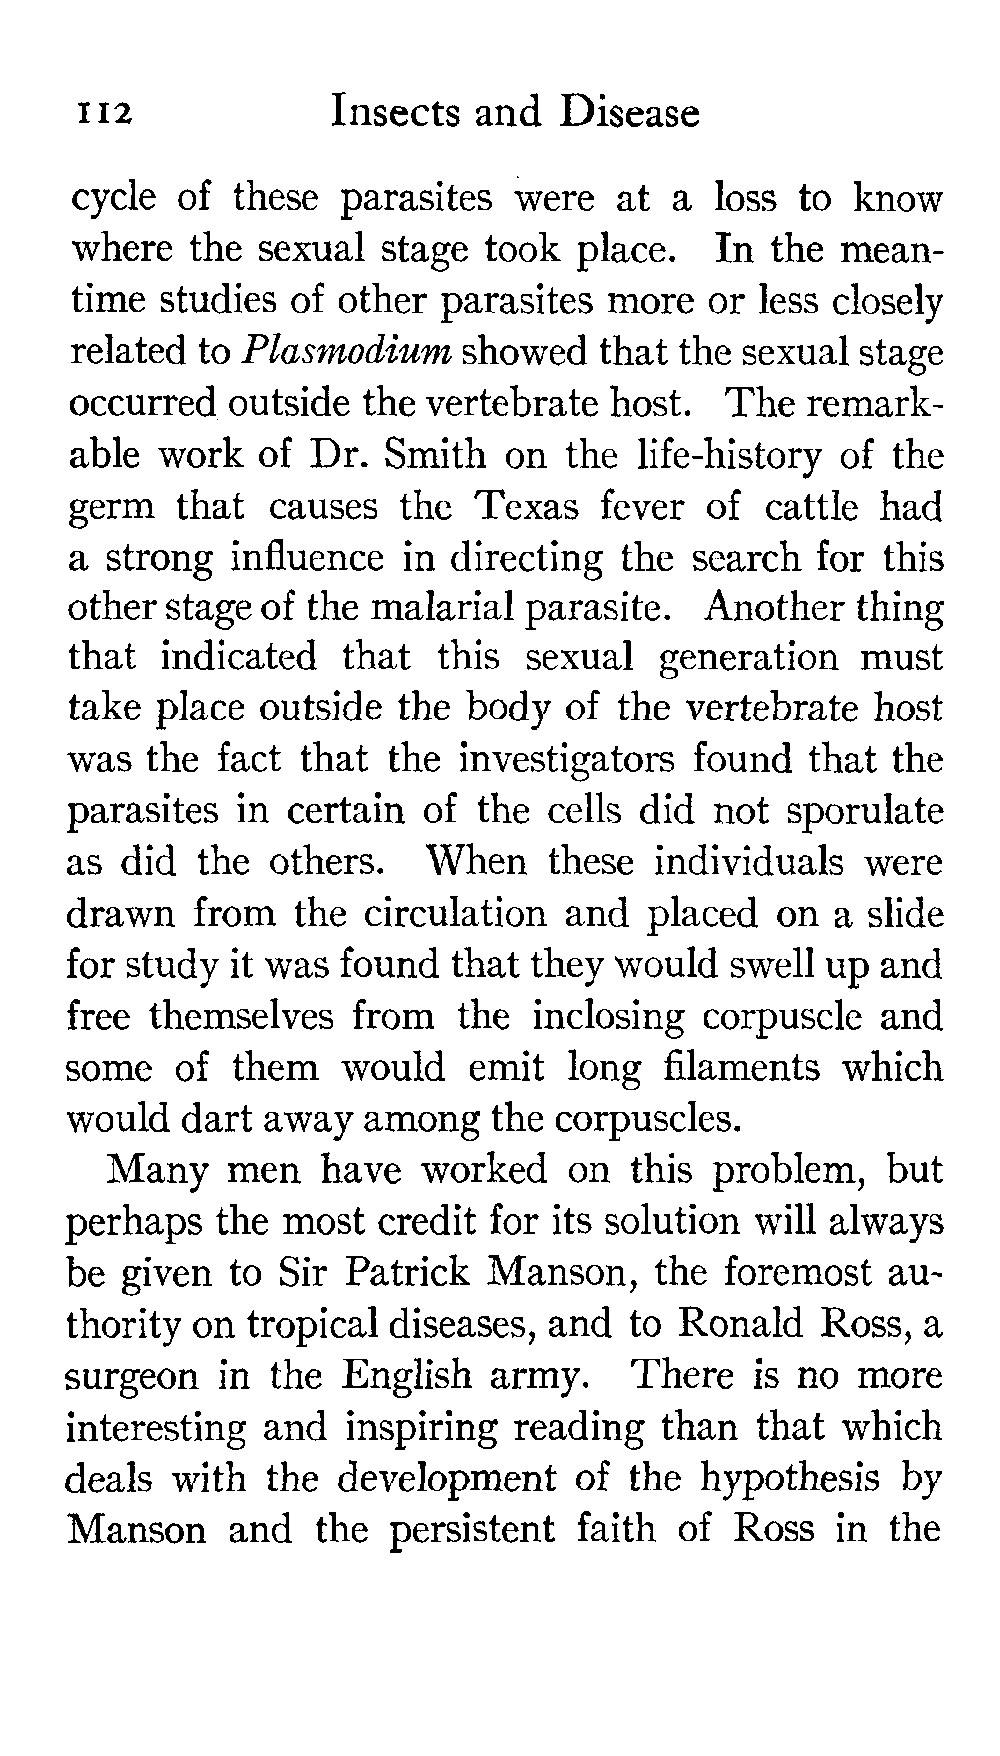 112 Insects and Disease
cycle of these parasites were at a loss to know
where the sexual stage took place. In the mean-
time studies of other parasites more or less closely
related to Plasmodium showed that the sexual stage
occurred outside the vertebrate host. The remark-
able work of Dr. Smith on the life-history of the
germ that causes the Texas fever of cattle had
a strong influence in directing the search for this
other stage of the malarial parasite. Another thing
that indicated that this sexual generation must
take place outside the body of the vertebrate host
was the fact that the investigators found that the
parasites in certain of the cells did not sporulate
as did the others. When these individuals were
drawn from the circulation and placed on a slide
for study it was found that they would swell up and
free themselves from the inclosing corpuscle and
some of them would emit long filaments which
would dart away among the corpuscles.
Many men have worked on this problem, but
perhaps the most credit for its solution will always
be given to Sir Patrick Manson, the foremost au-
thority on tropical diseases, and to Ronald Ross, a
surgeon in the English army. There is no more
interesting and inspiring reading than that which
deals with the development of the hypothesis by
Manson and the persistent faith of Ross in the